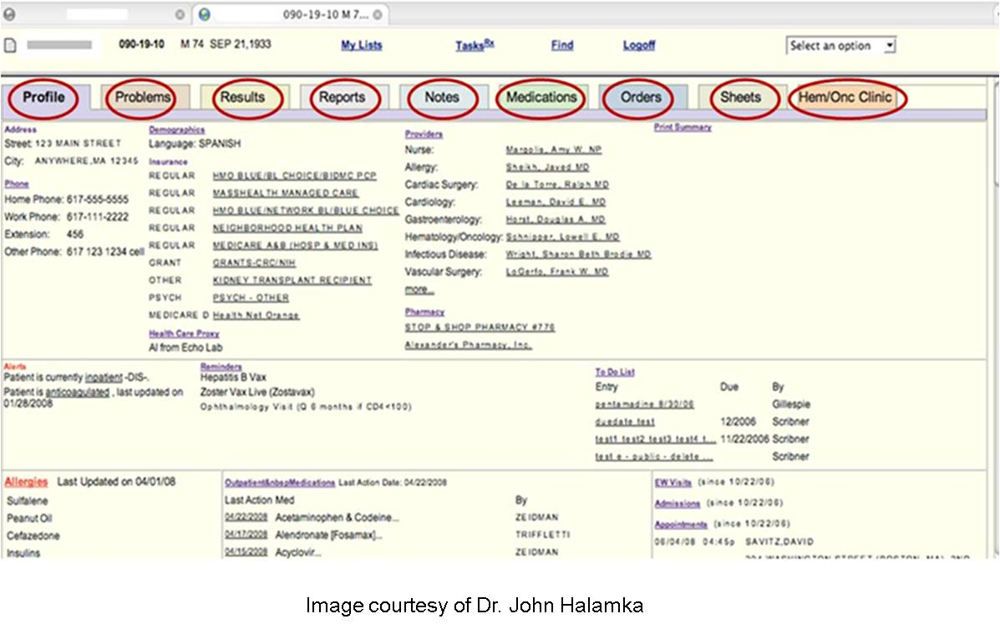 090-19-10 M 7...
090-19-10 M 74 SEP 21,1933 My Lists TasksRx Find Logoff Select an option
Profile Problems Results Reports Notes Medications Orders Sheets Hem/Onc Clinic
Address
Street: 123 MAIN STREET
City: ANYWHERE,MA 12345
Phone
Home Phone: 617-555-5555
Work Phone: 617-111-2222
Extension: 456
Other Phone: 617 123 1234 cell
Demographics
Language: SPANISH
Insurance
REGULAR HMO BLUE/BL CHOICE/BIDMC PCP
REGULAR MASSHEALTH MANAGED CARE
REGULAR HMO BLUE/NETWORK BL/BLUE CHOICE
REGULAR NEIGHBORHOOD HEALTH PLAN
REGULAR MEDICARE A&B (HOSP & MED INS)
GRANT GRANTS-CRC/NIH
OTHER KIDNEY TRANSPLANT RECIPIENT
PSYCH PSYCH - OTHER
MEDICARE D Health Net Orange
Health Care Proxy
Al from Echo Lab
Providers
Nurse: Margolis, Amy W. NP
Allergy: Sheikh, Javed MD
Cardiac Surgery: De la Torre, Ralph MD
Cardiology: Leeman, David E. MD
Gastroenterology: Horst, Douglas A. MD
Hematology/Oncology: Schnipper, Lowell E. MD
Infectious Disease: Wright, Sharon Beth Brodie MD
Vascular Surgery: LoGerfo, Frank W. MD
more...
Pharmacy
STOP & SHOP PHARMACY #776
Alexander's Pharmacy, Inc.
Print Summary
Alerts
Patient is currently inpatient -DIS-.
Patient is anticoagulated , last updated on
01/28/2008
Reminders
Hepatitis B Vax
Zoster Vax Live (Zostavax)
Ophthalmology Visit (Q 6 months if CD4<100)
To Do List
Entry Due By
pentamadine 8/30/06 Gillespie
duedate test 12/2006 Scribner
test1 test2 test3 test4 t... 11/22/2006 Scribner
test e - public - delete ... Scribner
Allergies Last Updated on 04/01/08
Sulfalene
Peanut Oil
Cefazedone
Insulins
Outpatient&nbspMedications Last Action Date: 04/22/2008
Last Action Med By
04/22/2008 Acetaminophen & Codeine... ZEIDMAN
04/17/2008 Alendronate [Fosamax]... TRIFFLETTI
04/15/2008 Acyclovir... ZEIDMAN
EW Visits (since 10/22/06)
Admissions (since 10/22/06)
Appointments (since 10/22/06)
06/04/08 04:45p SAVITZ,DAVID
Image courtesy of Dr. John Halamka